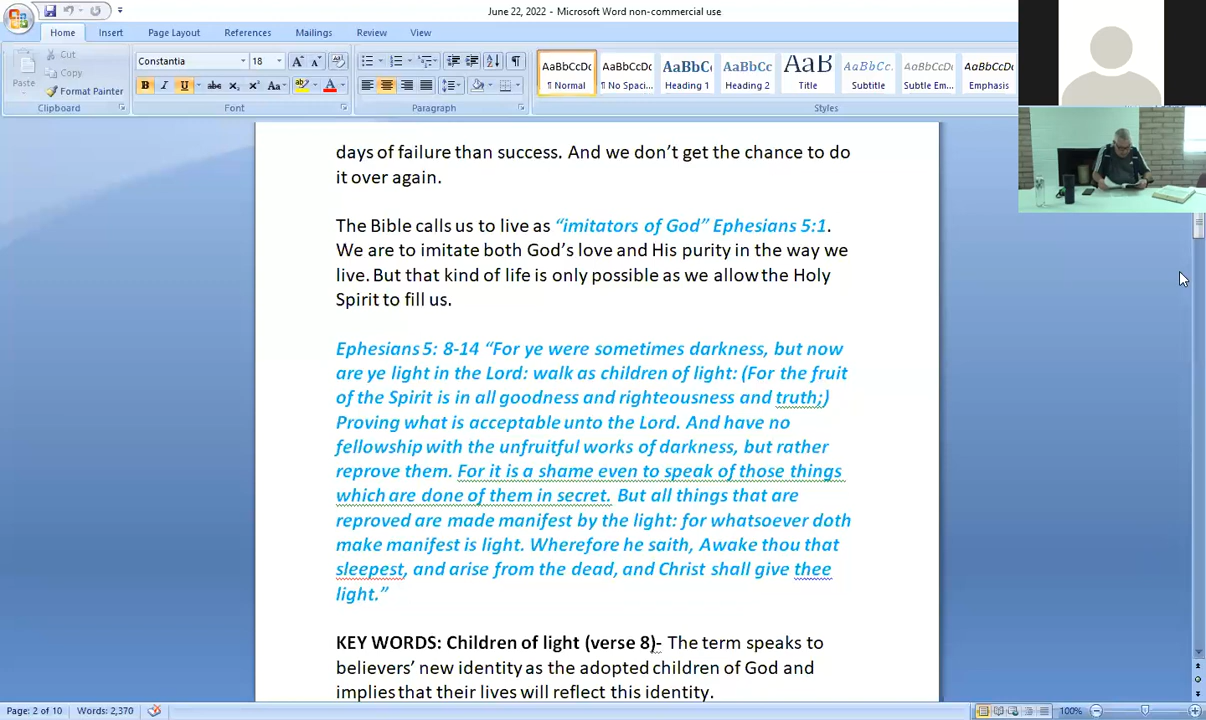 June 22, 2022 - Microsoft Word non-commercial use
Home Insert Page Layout References Mailings Review View
Paste
Cut
Copy
Format Painter
Clipboard
Constantia 18
Font
Paragraph
AaBbCcDc AaBbCcDc AaBbCc AaBbCc AaB AaBbCc. AaBbCcDc AaBbCcDc
¶ Normal ¶ No Spaci... Heading 1 Heading 2 Title Subtitle Subtle Em... Emphasis
Styles
days of failure than success. And we don’t get the chance to do
it over again.
The Bible calls us to live as “imitators of God” Ephesians 5:1.
We are to imitate both God’s love and His purity in the way we
live. But that kind of life is only possible as we allow the Holy
Spirit to fill us.
Ephesians 5: 8-14 “For ye were sometimes darkness, but now
are ye light in the Lord: walk as children of light: (For the fruit
of the Spirit is in all goodness and righteousness and truth;)
Proving what is acceptable unto the Lord. And have no
fellowship with the unfruitful works of darkness, but rather
reprove them. For it is a shame even to speak of those things
which are done of them in secret. But all things that are
reproved are made manifest by the light: for whatsoever doth
make manifest is light. Wherefore he saith, Awake thou that
sleepest, and arise from the dead, and Christ shall give thee
light.”
KEY WORDS: Children of light (verse 8)- The term speaks to
believers’ new identity as the adopted children of God and
implies that their lives will reflect this identity.
Page: 2 of 10 Words: 2,370 100%